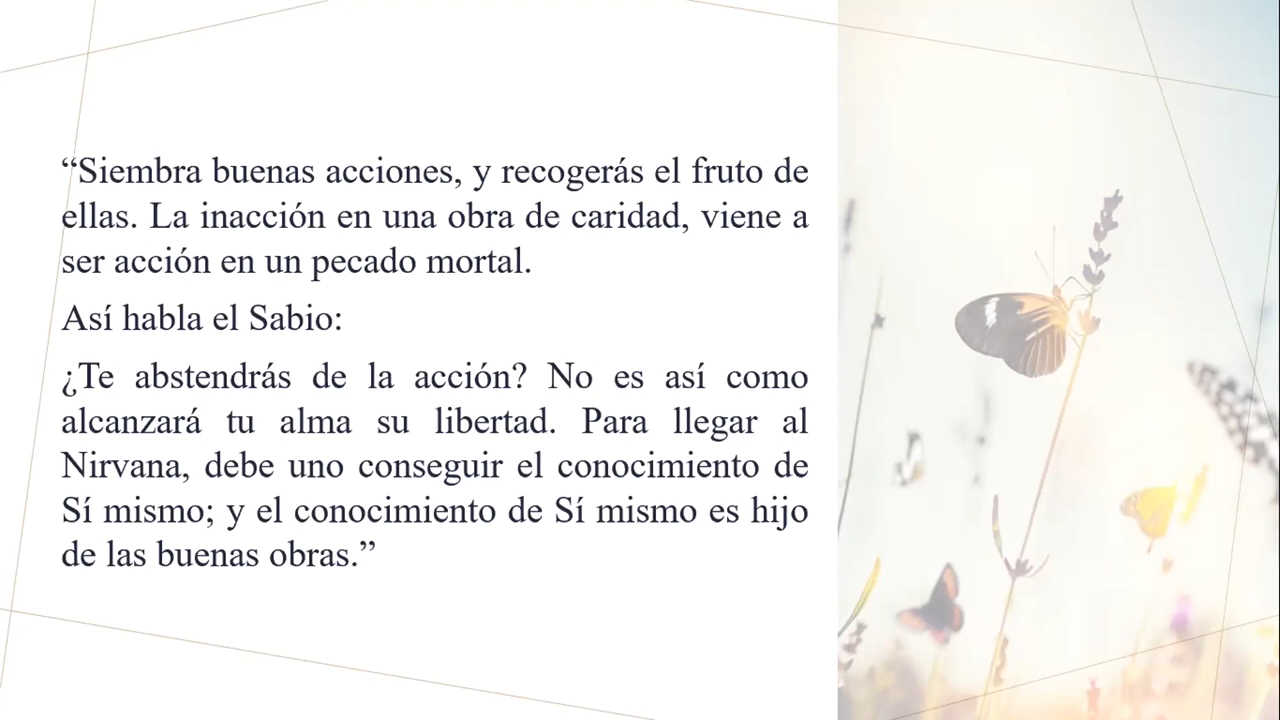 “Siembra buenas acciones, y recogerás el fruto de
ellas. La inacción en una obra de caridad, viene a
ser acción en un pecado mortal.
Así habla el Sabio:
¿Te abstendrás de la acción? No es así como
alcanzará tu alma su libertad. Para llegar al
Nirvana, debe uno conseguir el conocimiento de
Sí mismo; y el conocimiento de Sí mismo es hijo
de las buenas obras.”